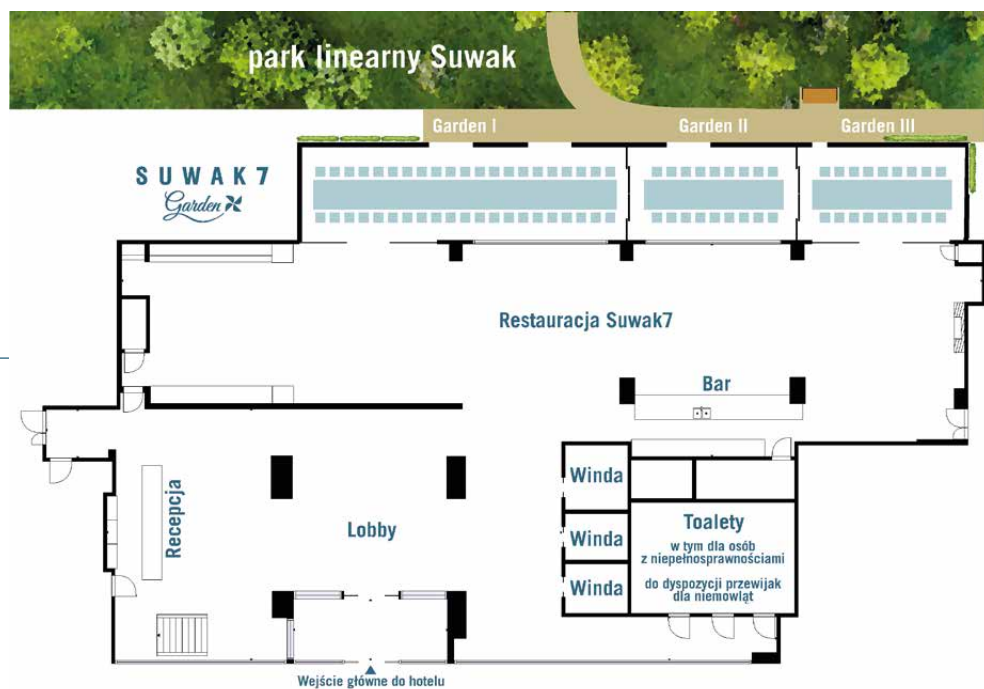 park linearny Suwak
Garden I
Garden II
Garden III
SUWAK7
Garden
Restauracja Suwak7
Bar
Winda
Winda
Winda
Toalety
w tym dla osób
z niepełnosprawnościami
do dyspozycji przewijak
dla niemowląt
Recepcja
Lobby
Wejście główne do hotelu